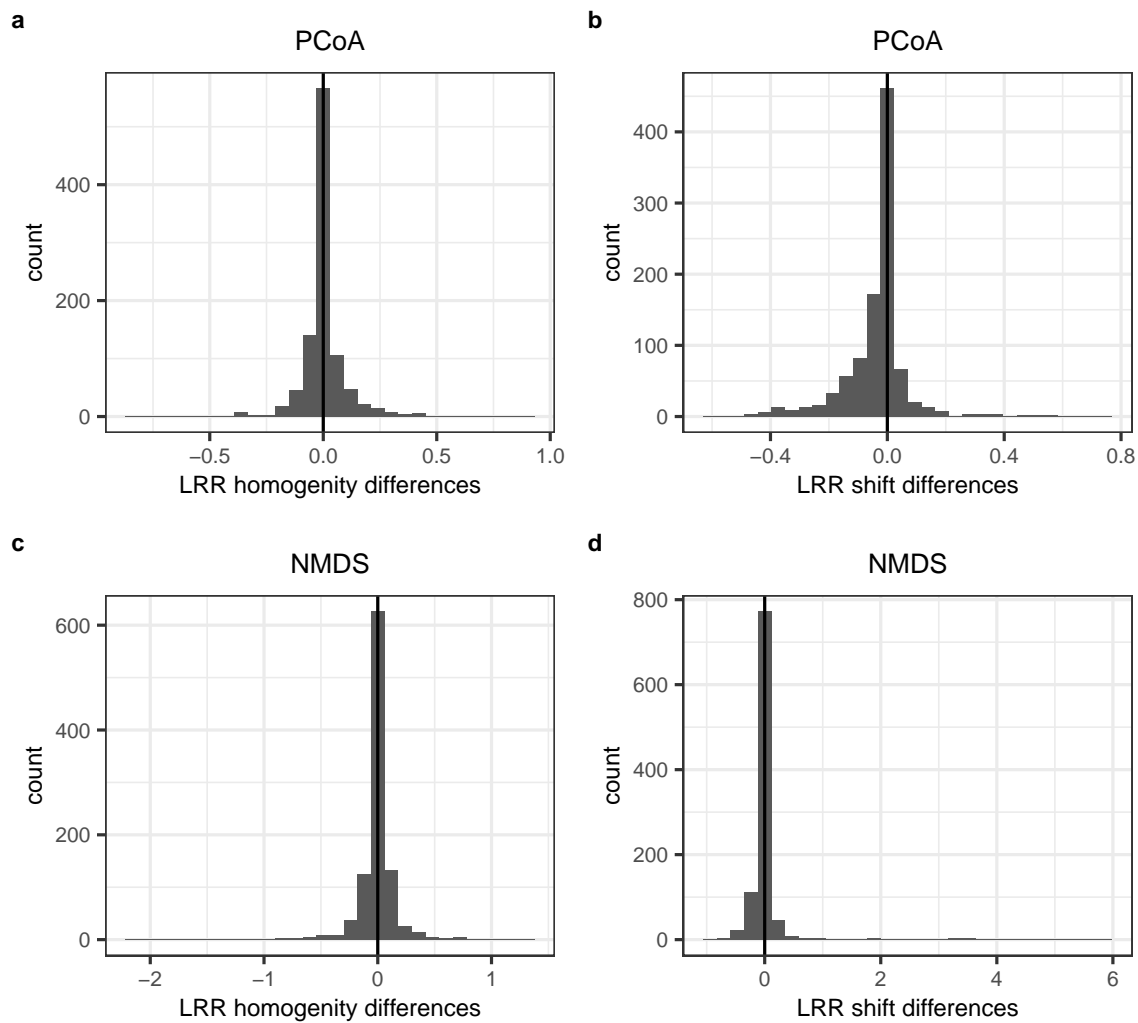 a
PCoA
count
400
200
0
−0.5
0.0
0.5
1.0
LRR homogenity differences
b
PCoA
count
400
300
200
100
0
−0.4
0.0
0.4
0.8
LRR shift differences
c
NMDS
count
600
400
200
0
−2
−1
0
1
LRR homogenity differences
d
NMDS
count
800
600
400
200
0
0
2
4
6
LRR shift differences